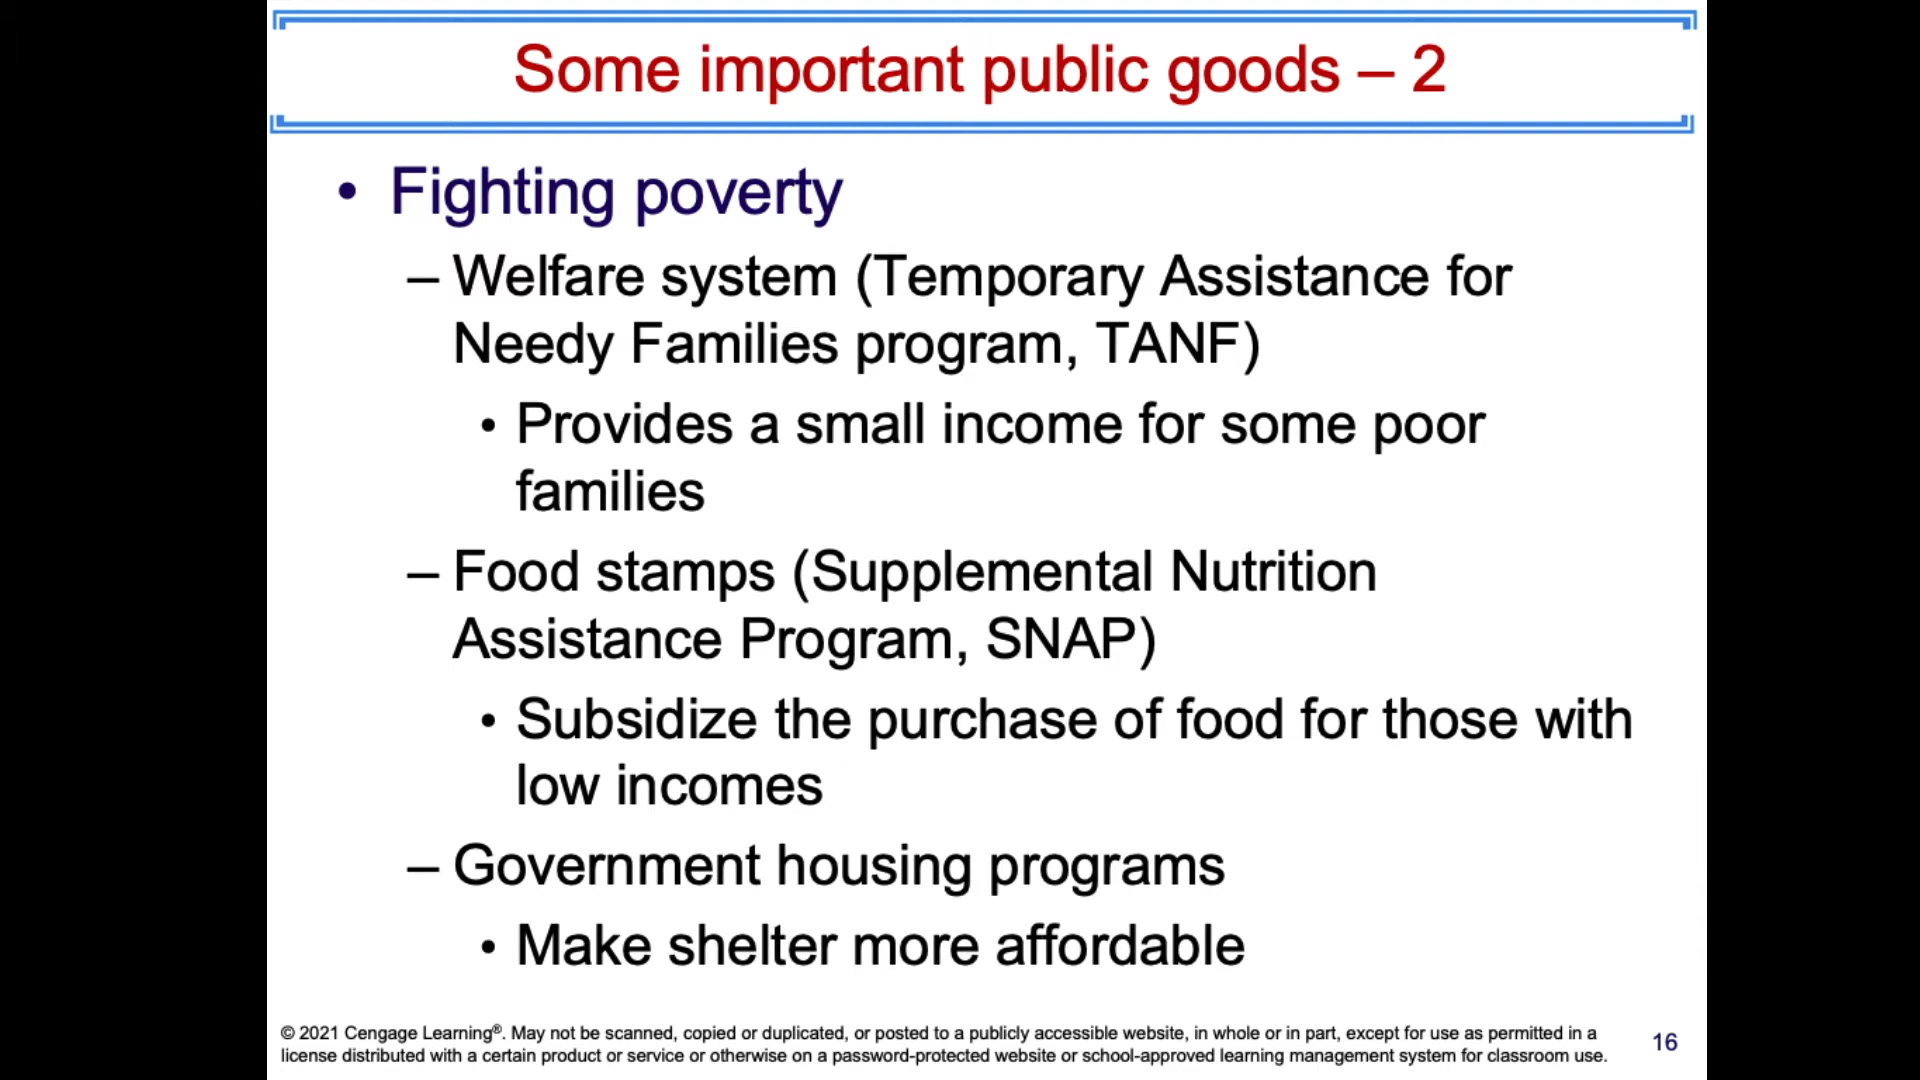 Some important public goods – 2
• Fighting poverty
– Welfare system (Temporary Assistance for
Needy Families program, TANF)
• Provides a small income for some poor
families
– Food stamps (Supplemental Nutrition
Assistance Program, SNAP)
• Subsidize the purchase of food for those with
low incomes
– Government housing programs
• Make shelter more affordable
© 2021 Cengage Learning®. May not be scanned, copied or duplicated, or posted to a publicly accessible website, in whole or in part, except for use as permitted in a
license distributed with a certain product or service or otherwise on a password-protected website or school-approved learning management system for classroom use.
16